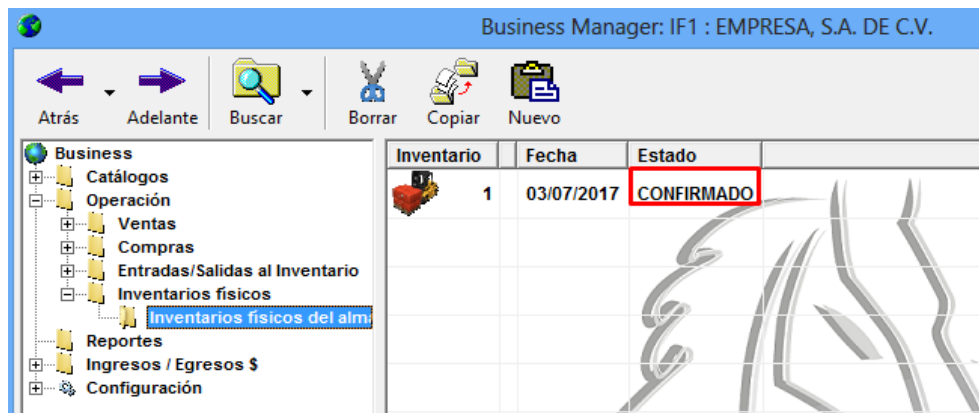 Business Manager: IF1 : EMPRESA, S.A. DE C.V.
Atrás Adelante Buscar Borrar Copiar Nuevo
Business
Catálogos
Operación
Ventas
Compras
Entradas/Salidas al Inventario
Inventarios físicos
Inventarios físicos del alma
Reportes
Ingresos / Egresos $
Configuración
Inventario Fecha Estado
1 03/07/2017 CONFIRMADO